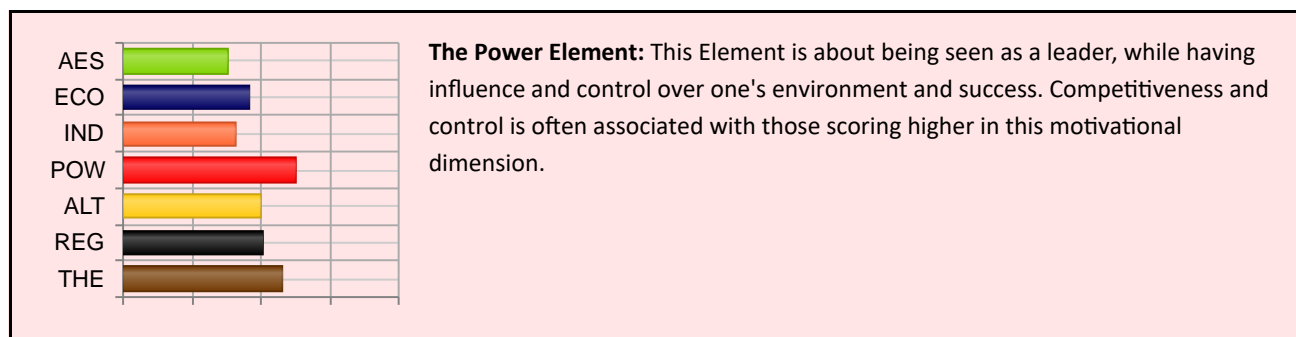 AES
ECO
IND
POW
ALT
REG
THE
The Power Element: This Element is about being seen as a leader, while having
influence and control over one's environment and success. Competitiveness and
control is often associated with those scoring higher in this motivational
dimension.